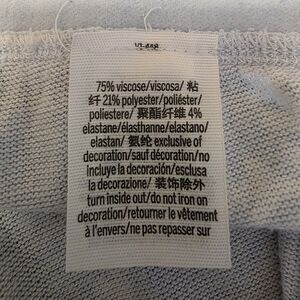 75% viscose/viscosa/ 粘
纤 21% polyester/poliéster/
poliestere/ 聚酯纤维 4%
elastane/élasthanne/elastano/
elastan/ 氨纶 exclusive of
decoration/sauf décoration/no
incluye la decoración/esclusa
la decorazione/ 装饰除外
turn inside out/do not iron on
decoration/retourner le vêtement
à l'envers/ne pas repasser sur